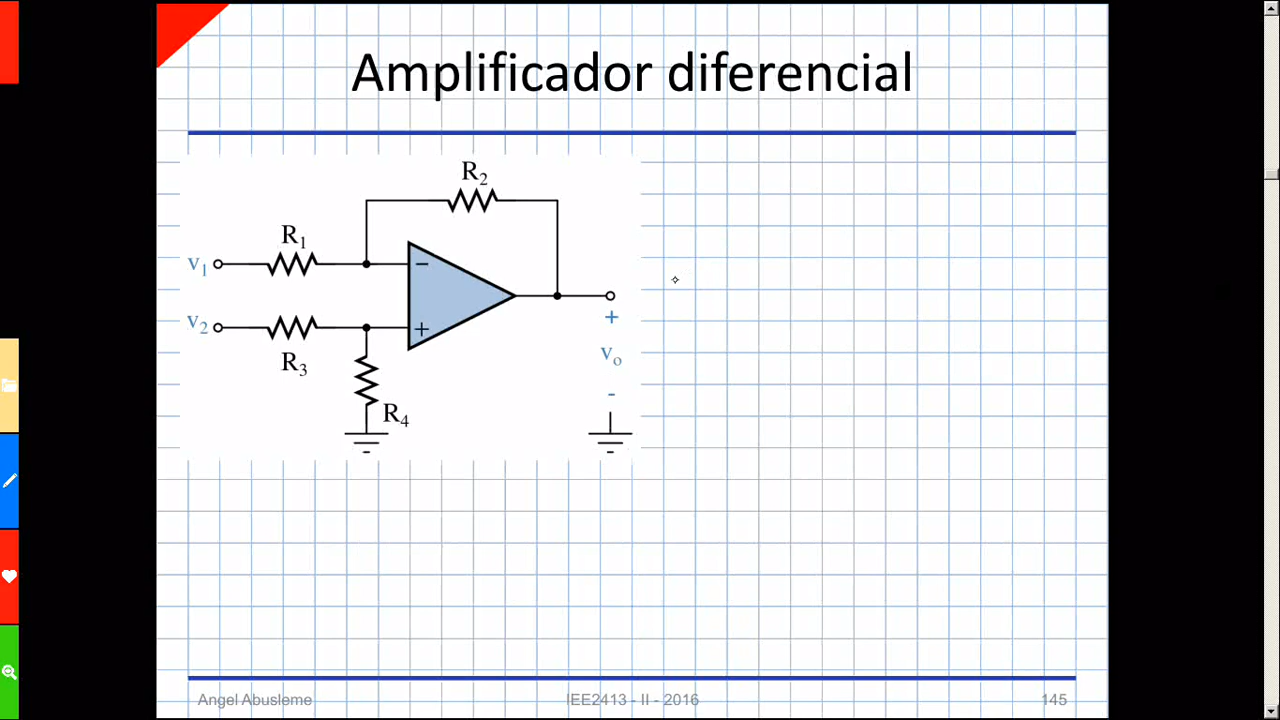 Amplificador diferencial
R₂
R₁
v₁
−
v₂
+
R₃
R₄
+
vₒ
-
Angel Abusleme
IEE2413 - II - 2016
145